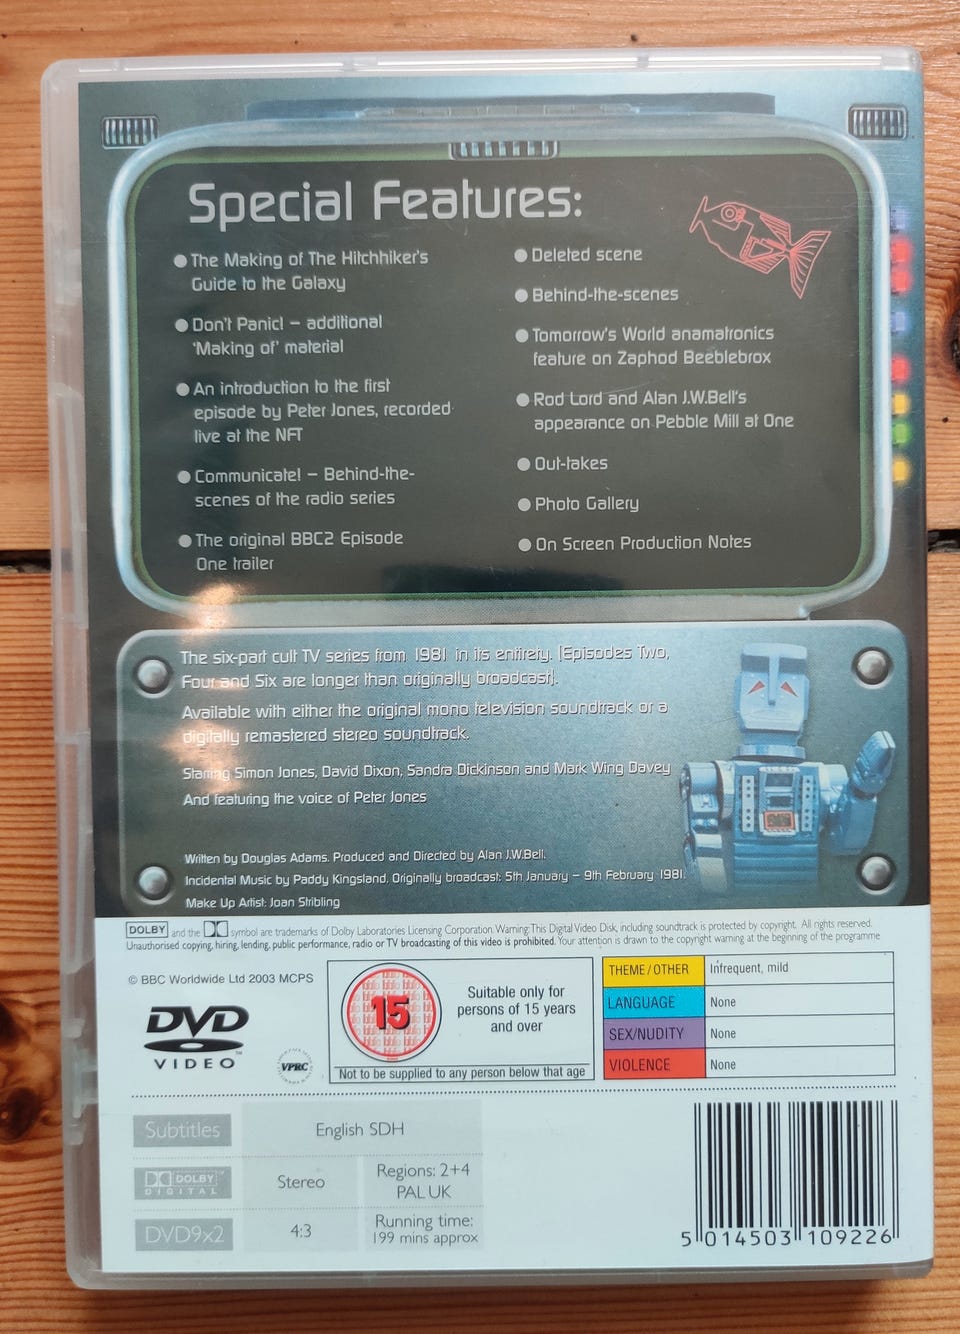 Special Features:
The Making of The Hitchhiker's
Guide to the Galaxy
Don't Panic! – additional
'Making of' material
An introduction to the first
episode by Peter Jones, recorded
live at the NFT
Communicate! – Behind-the-
scenes of the radio series
The original BBC2 Episode
One trailer
Deleted scene
Behind-the-scenes
Tomorrow's World anamatronics
feature on Zaphod Beeblebrox
Rod Lord and Alan J.W.Bell's
appearance on Pebble Mill at One
Out-takes
Photo Gallery
On Screen Production Notes
The six-part cult TV series from 1981 in its entirety. (Episodes Two,
Four and Six are longer than originally broadcast).
Available with either the original mono television soundtrack or a
digitally remastered stereo soundtrack.
Starring Simon Jones, David Dixon, Sandra Dickinson and Mark Wing Davey
And featuring the voice of Peter Jones
Written by Douglas Adams. Produced and Directed by Alan J.W.Bell.
Incidental Music by Paddy Kingsland. Originally broadcast: 5th January – 9th February 1981.
Make Up Artist: Joan Stribling
DOLBY and the symbol are trademarks of Dolby Laboratories Licensing Corporation. Warning: This Digital Video Disk, including soundtrack is protected by copyright. All rights reserved.
Unauthorised copying, hiring, lending, public performance, radio or TV broadcasting of this video is prohibited. Your attention is drawn to the copyright warning at the beginning of the programme
© BBC Worldwide Ltd 2003 MCPS
DVD
VIDEO
TM
VPRC
15
Suitable only for
persons of 15 years
and over
Not to be supplied to any person below that age
THEME/OTHER Infrequent, mild
LANGUAGE None
SEX/NUDITY None
VIOLENCE None
Subtitles English SDH
DOLBY
DIGITAL
Stereo
Regions: 2+4
PAL UK
DVD9x2
4:3
Running time:
199 mins approx
5 014503 109226